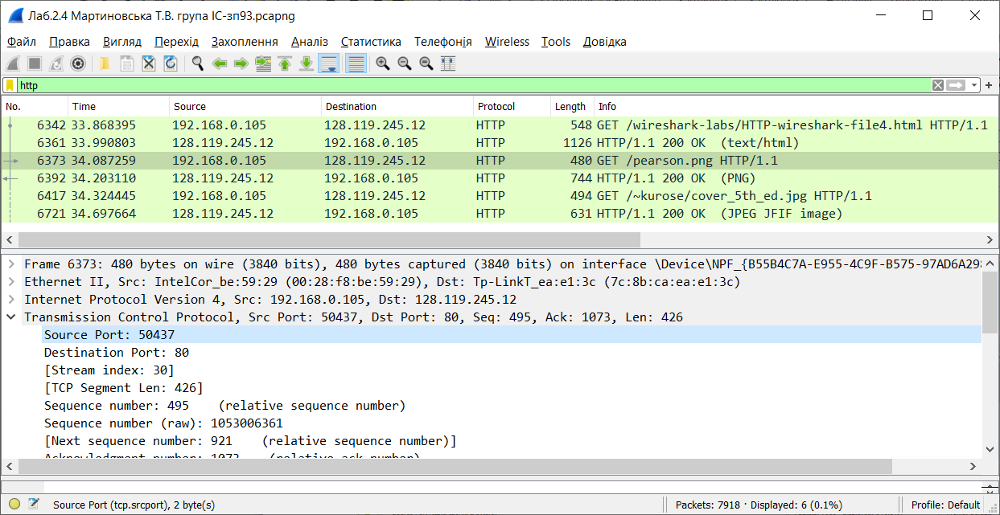 Лаб.2.4 Мартиновська Т.В. група ІС-зп93.pcapng
Файл Правка Вигляд Перехід Захоплення Аналіз Статистика Телефонія Wireless Tools Довідка
http
No. Time Source Destination Protocol Length Info
6342 33.868395 192.168.0.105 128.119.245.12 HTTP 548 GET /wireshark-labs/HTTP-wireshark-file4.html HTTP/1.1
6361 33.990803 128.119.245.12 192.168.0.105 HTTP 1126 HTTP/1.1 200 OK (text/html)
6373 34.087259 192.168.0.105 128.119.245.12 HTTP 480 GET /pearson.png HTTP/1.1
6392 34.203110 128.119.245.12 192.168.0.105 HTTP 744 HTTP/1.1 200 OK (PNG)
6417 34.324445 192.168.0.105 128.119.245.12 HTTP 494 GET /~kurose/cover_5th_ed.jpg HTTP/1.1
6721 34.697664 128.119.245.12 192.168.0.105 HTTP 631 HTTP/1.1 200 OK (JPEG JFIF image)
Frame 6373: 480 bytes on wire (3840 bits), 480 bytes captured (3840 bits) on interface \Device\NPF_{B55B4C7A-E955-4C9F-B575-97AD6A29
Ethernet II, Src: IntelCor_be:59:29 (00:28:f8:be:59:29), Dst: Tp-LinkT_ea:e1:3c (7c:8b:ca:ea:e1:3c)
Internet Protocol Version 4, Src: 192.168.0.105, Dst: 128.119.245.12
Transmission Control Protocol, Src Port: 50437, Dst Port: 80, Seq: 495, Ack: 1073, Len: 426
Source Port: 50437
Destination Port: 80
[Stream index: 30]
[TCP Segment Len: 426]
Sequence number: 495 (relative sequence number)
Sequence number (raw): 1053006361
[Next sequence number: 921 (relative sequence number)]
Acknowledgment number: 1073 (relative ack number)
Source Port (tcp.srcport), 2 byte(s)
Packets: 7918 · Displayed: 6 (0.1%)
Profile: Default